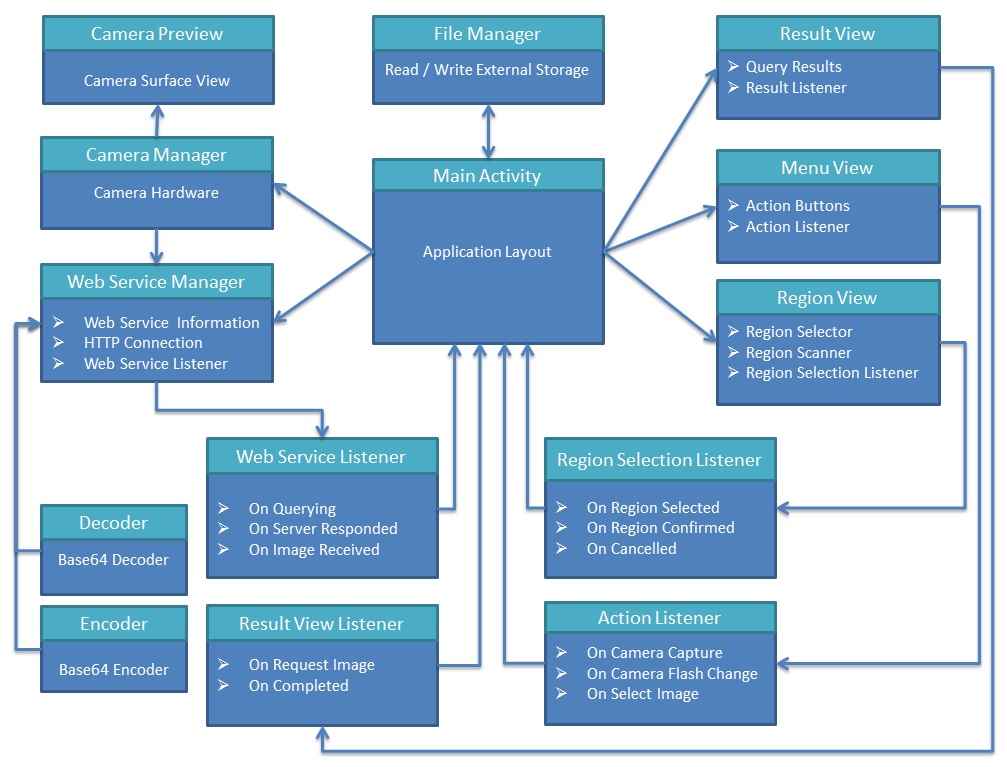 Camera Preview
Camera Surface View
File Manager
Read / Write External Storage
Result View
Query Results
Result Listener
Camera Manager
Camera Hardware
Main Activity
Application Layout
Menu View
Action Buttons
Action Listener
Web Service Manager
Web Service Information
HTTP Connection
Web Service Listener
Region View
Region Selector
Region Scanner
Region Selection Listener
Web Service Listener
On Querying
On Server Responded
On Image Received
Region Selection Listener
On Region Selected
On Region Confirmed
On Cancelled
Decoder
Base64 Decoder
Encoder
Base64 Encoder
Result View Listener
On Request Image
On Completed
Action Listener
On Camera Capture
On Camera Flash Change
On Select Image